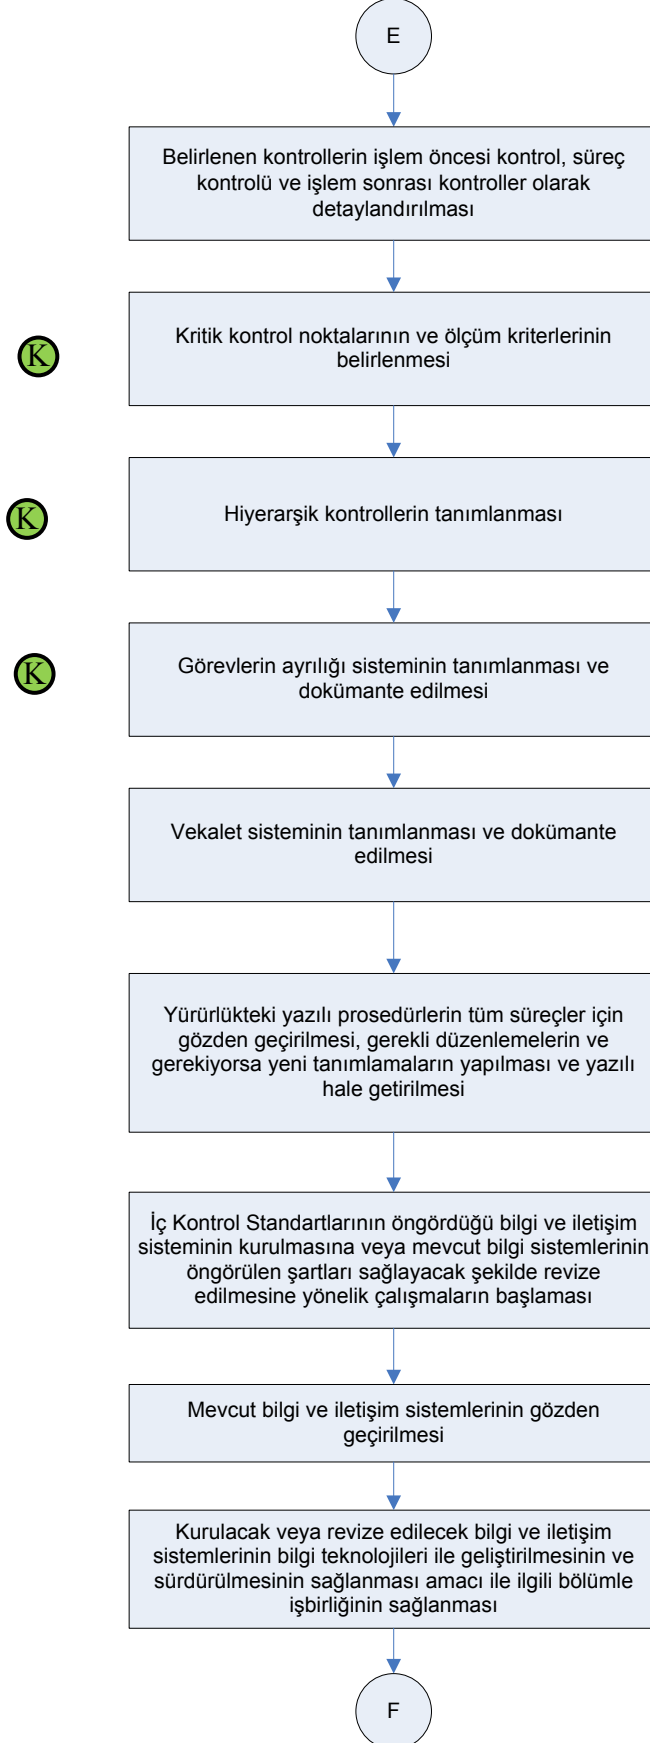 E
Belirlenen kontrollerin işlem öncesi kontrol, süreç
kontrolü ve işlem sonrası kontroller olarak
detaylandırılması
K
Kritik kontrol noktalarının ve ölçüm kriterlerinin
belirlenmesi
K
Hiyerarşik kontrollerin tanımlanması
K
Görevlerin ayrılığı sisteminin tanımlanması ve
dokümante edilmesi
Vekalet sisteminin tanımlanması ve dokümante
edilmesi
Yürürlükteki yazılı prosedürlerin tüm süreçler için
gözden geçirilmesi, gerekli düzenlemelerin ve
gerekiyorsa yeni tanımlamaların yapılması ve yazılı
hale getirilmesi
İç Kontrol Standartlarının öngördüğü bilgi ve iletişim
sisteminin kurulmasına veya mevcut bilgi sistemlerinin
öngörülen şartları sağlayacak şekilde revize
edilmesine yönelik çalışmaların başlaması
Mevcut bilgi ve iletişim sistemlerinin gözden
geçirilmesi
Kurulacak veya revize edilecek bilgi ve iletişim
sistemlerinin bilgi teknolojileri ile geliştirilmesinin ve
sürdürülmesinin sağlanması amacı ile ilgili bölümle
işbirliğinin sağlanması
F